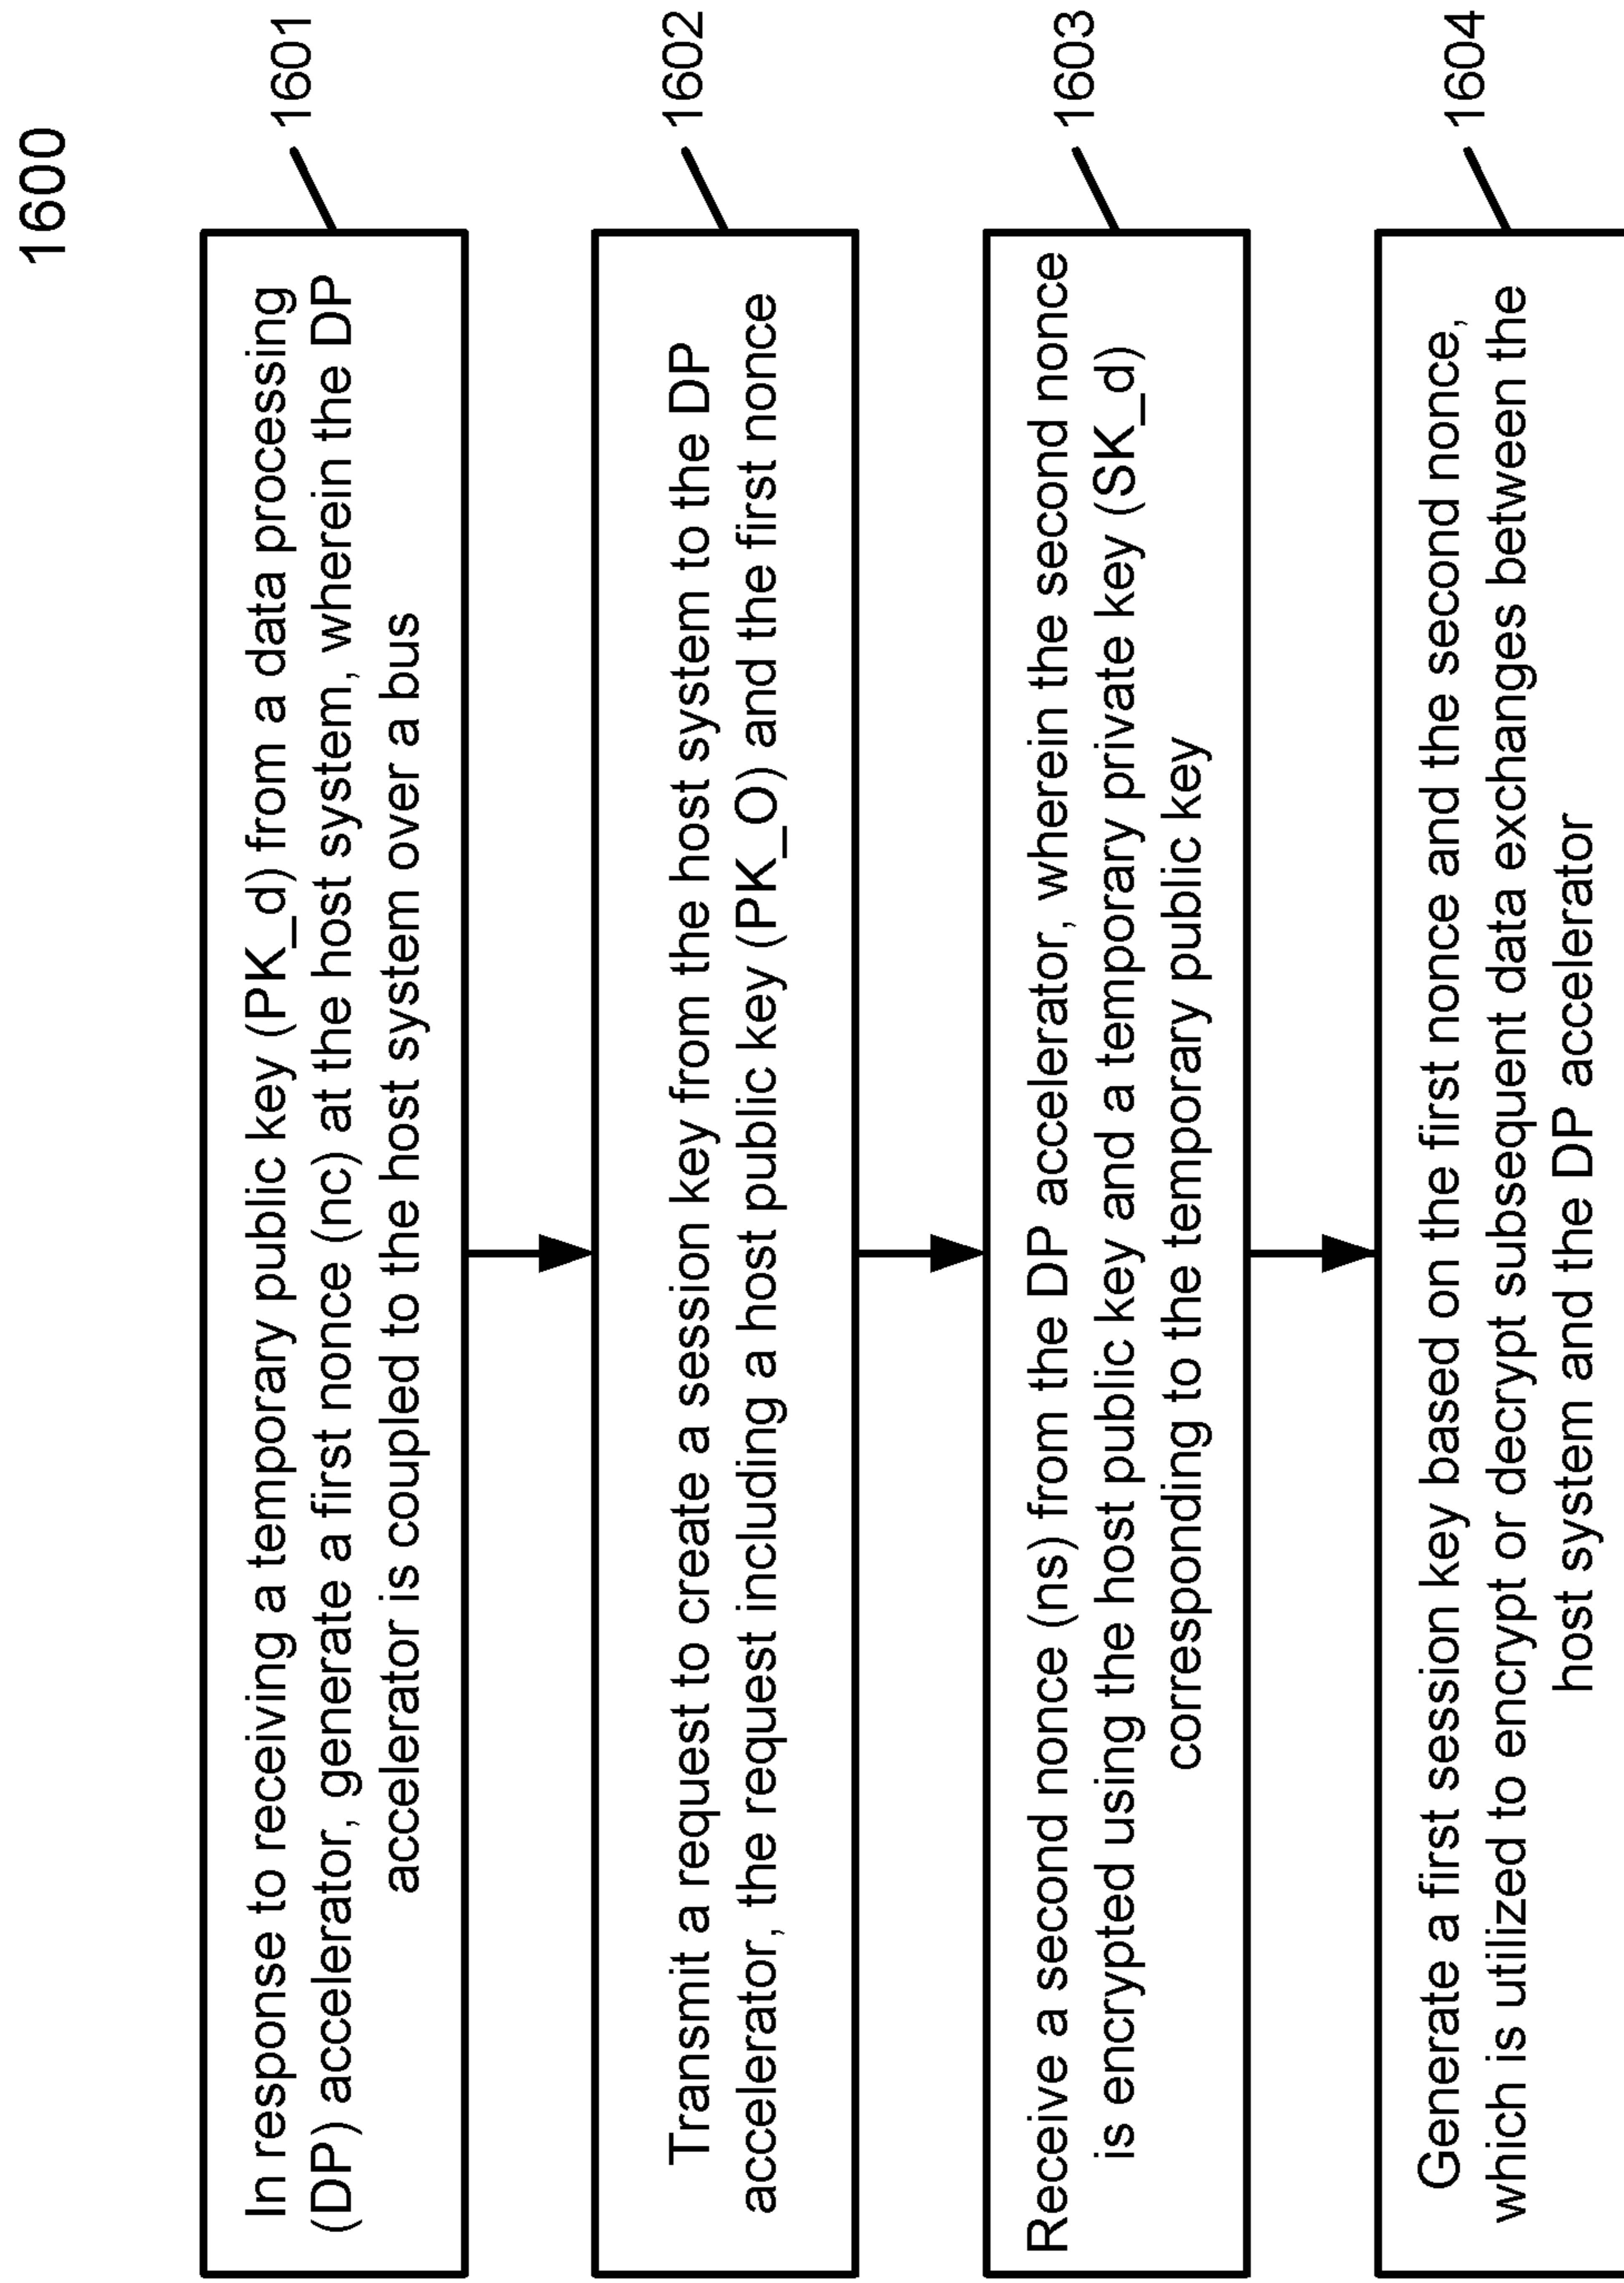 1600
In response to receiving a temporary public key (PK_d) from a data processing
(DP) accelerator, generate a first nonce (nc) at the host system, wherein the DP
accelerator is coupled to the host system over a bus
1601
Transmit a request to create a session key from the host system to the DP
accelerator, the request including a host public key (PK_O) and the first nonce
1602
Receive a second nonce (ns) from the DP accelerator, wherein the second nonce
is encrypted using the host public key and a temporary private key (SK_d)
corresponding to the temporary public key
1603
Generate a first session key based on the first nonce and the second nonce,
which is utilized to encrypt or decrypt subsequent data exchanges between the
host system and the DP accelerator
1604